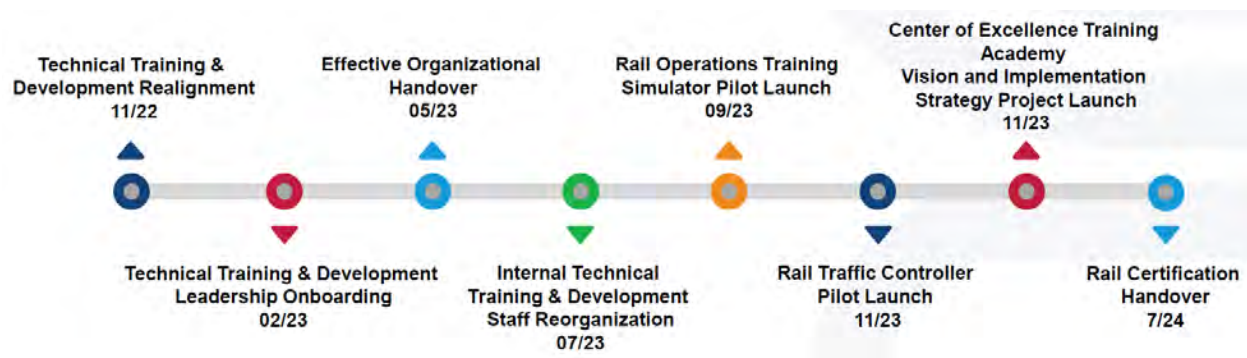 Technical Training &
Development Realignment
11/22
Technical Training & Development
Leadership Onboarding
02/23
Effective Organizational
Handover
05/23
Internal Technical
Training & Development
Staff Reorganization
07/23
Rail Operations Training
Simulator Pilot Launch
09/23
Rail Traffic Controller
Pilot Launch
11/23
Center of Excellence Training
Academy
Vision and Implementation
Strategy Project Launch
11/23
Rail Certification
Handover
7/24